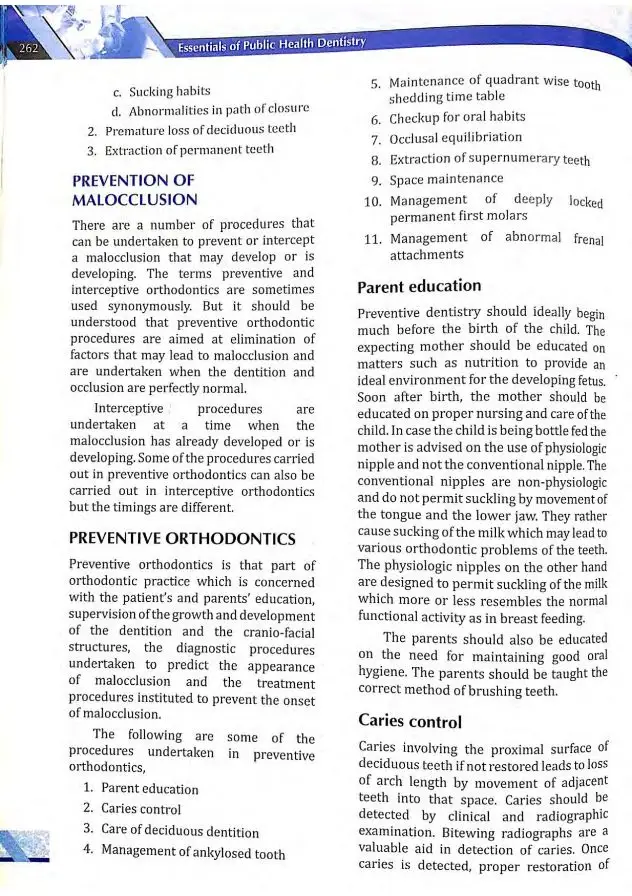 262
Essentials of Public Health Dentistry
c. Sucking habits
d. Abnormalities in path of closure
2. Premature loss of deciduous teeth
3. Extraction of permanent teeth
PREVENTION OF
MALOCCLUSION
There are a number of procedures that
can be undertaken to prevent or intercept
a malocclusion that may develop or is
developing. The terms preventive and
interceptive orthodontics are sometimes
used synonymously. But it should be
understood that preventive orthodontic
procedures are aimed at elimination of
factors that may lead to malocclusion and
are undertaken when the dentition and
occlusion are perfectly normal.
Interceptive procedures are
undertaken at a time when the
malocclusion has already developed or is
developing. Some of the procedures carried
out in preventive orthodontics can also be
carried out in interceptive orthodontics
but the timings are different.
PREVENTIVE ORTHODONTICS
Preventive orthodontics is that part of
orthodontic practice which is concerned
with the patient's and parents' education,
supervision of the growth and development
of the dentition and the cranio-facial
structures, the diagnostic procedures
undertaken to predict the appearance
of malocclusion and the treatment
procedures instituted to prevent the onset
of malocclusion.
The following are some of the
procedures undertaken in preventive
orthodontics,
1. Parent education
2. Caries control
3. Care of deciduous dentition
4. Management of ankylosed tooth
5. Maintenance of quadrant wise tooth
shedding time table
6. Checkup for oral habits
7. Occlusal equilibriation
8. Extraction of supernumerary teeth
9. Space maintenance
10. Management of deeply locked
permanent first molars
11. Management of abnormal frenal
attachments
Parent education
Preventive dentistry should ideally begin
much before the birth of the child. The
expecting mother should be educated on
matters such as nutrition to provide an
ideal environment for the developing fetus.
Soon after birth, the mother should be
educated on proper nursing and care of the
child. In case the child is being bottle fed the
mother is advised on the use of physiologic
nipple and not the conventional nipple. The
conventional nipples are non-physiologic
and do not permit suckling by movement of
the tongue and the lower jaw. They rather
cause sucking of the milk which may lead to
various orthodontic problems of the teeth.
The physiologic nipples on the other hand
are designed to permit suckling of the milk
which more or less resembles the normal
functional activity as in breast feeding.
The parents should also be educated
on the need for maintaining good oral
hygiene. The parents should be taught the
correct method of brushing teeth.
Caries control
Caries involving the proximal surface of
deciduous teeth if not restored leads to loss
of arch length by movement of adjacent
teeth into that space. Caries should be
detected by clinical and radiographic
examination. Bitewing radiographs are a
valuable aid in detection of caries. Once
caries is detected, proper restoration of